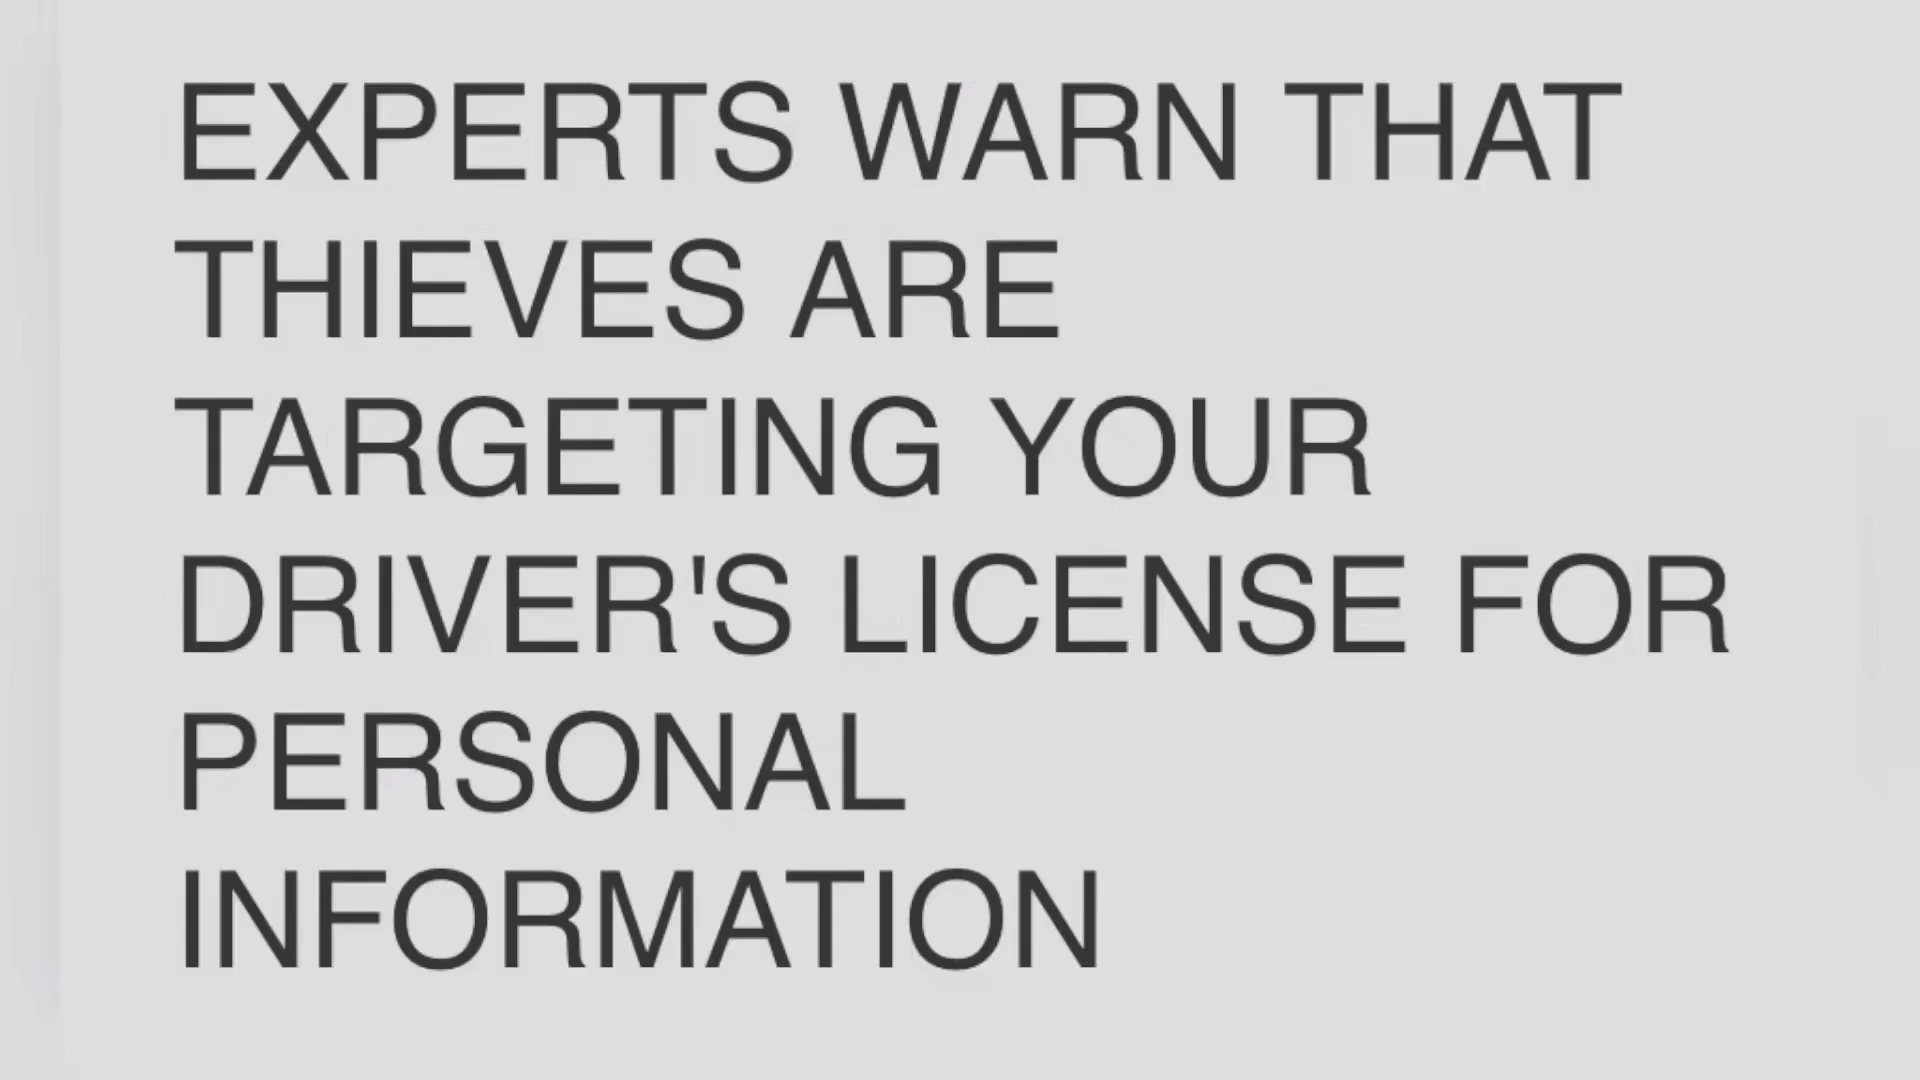 EXPERTS WARN THAT
THIEVES ARE
TARGETING YOUR
DRIVER'S LICENSE FOR
PERSONAL
INFORMATION